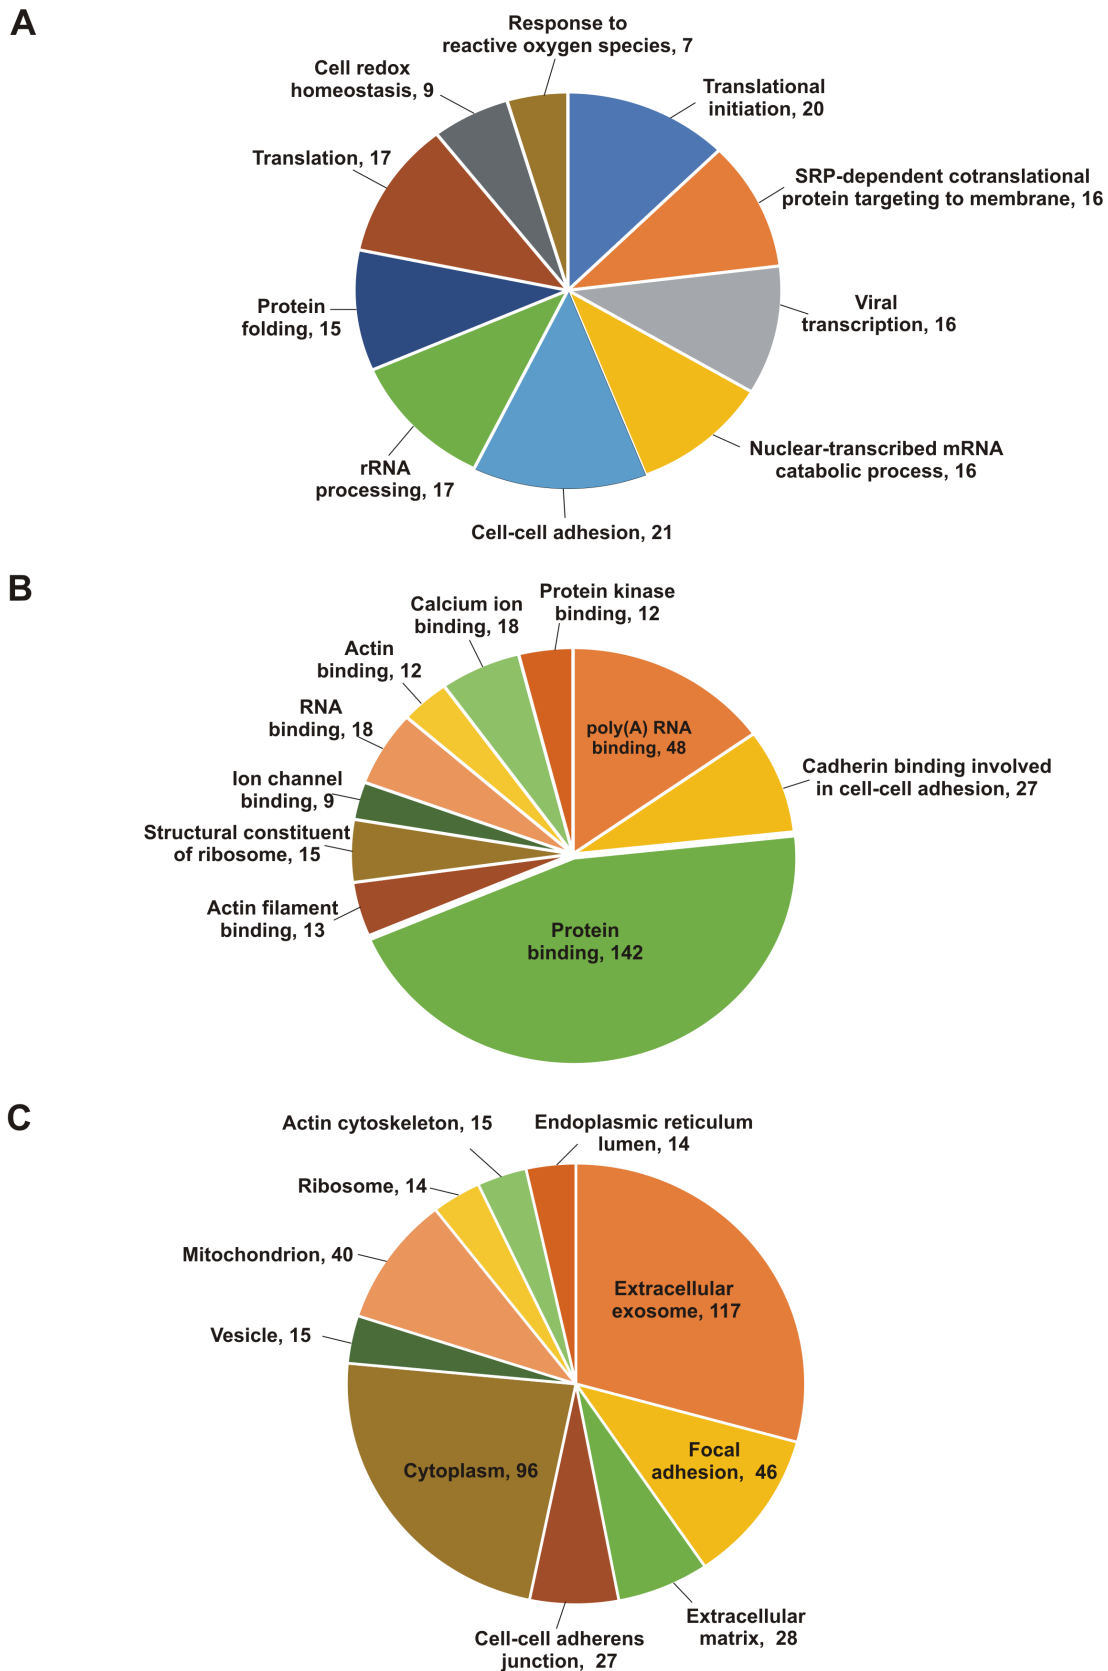 A
Response to
reactive oxygen species, 7
Cell redox
homeostasis, 9
Translational
initiation, 20
Translation, 17
SRP-dependent cotranslational
protein targeting to membrane, 16
Protein
folding, 15
Viral
transcription, 16
Nuclear-transcribed mRNA
catabolic process, 16
rRNA
processing, 17
Cell-cell adhesion, 21
B
Protein kinase
binding, 12
Calcium ion
binding, 18
Actin
binding, 12
RNA
binding, 18
poly(A) RNA
binding, 48
Cadherin binding involved
in cell-cell adhesion, 27
Ion channel
binding, 9
Structural constituent
of ribosome, 15
Actin filament
binding, 13
Protein
binding, 142
C
Actin cytoskeleton, 15
Endoplasmic reticulum
lumen, 14
Ribosome, 14
Mitochondrion, 40
Extracellular
exosome, 117
Vesicle, 15
Focal
adhesion, 46
Cytoplasm, 96
Extracellular
matrix, 28
Cell-cell adherens
junction, 27